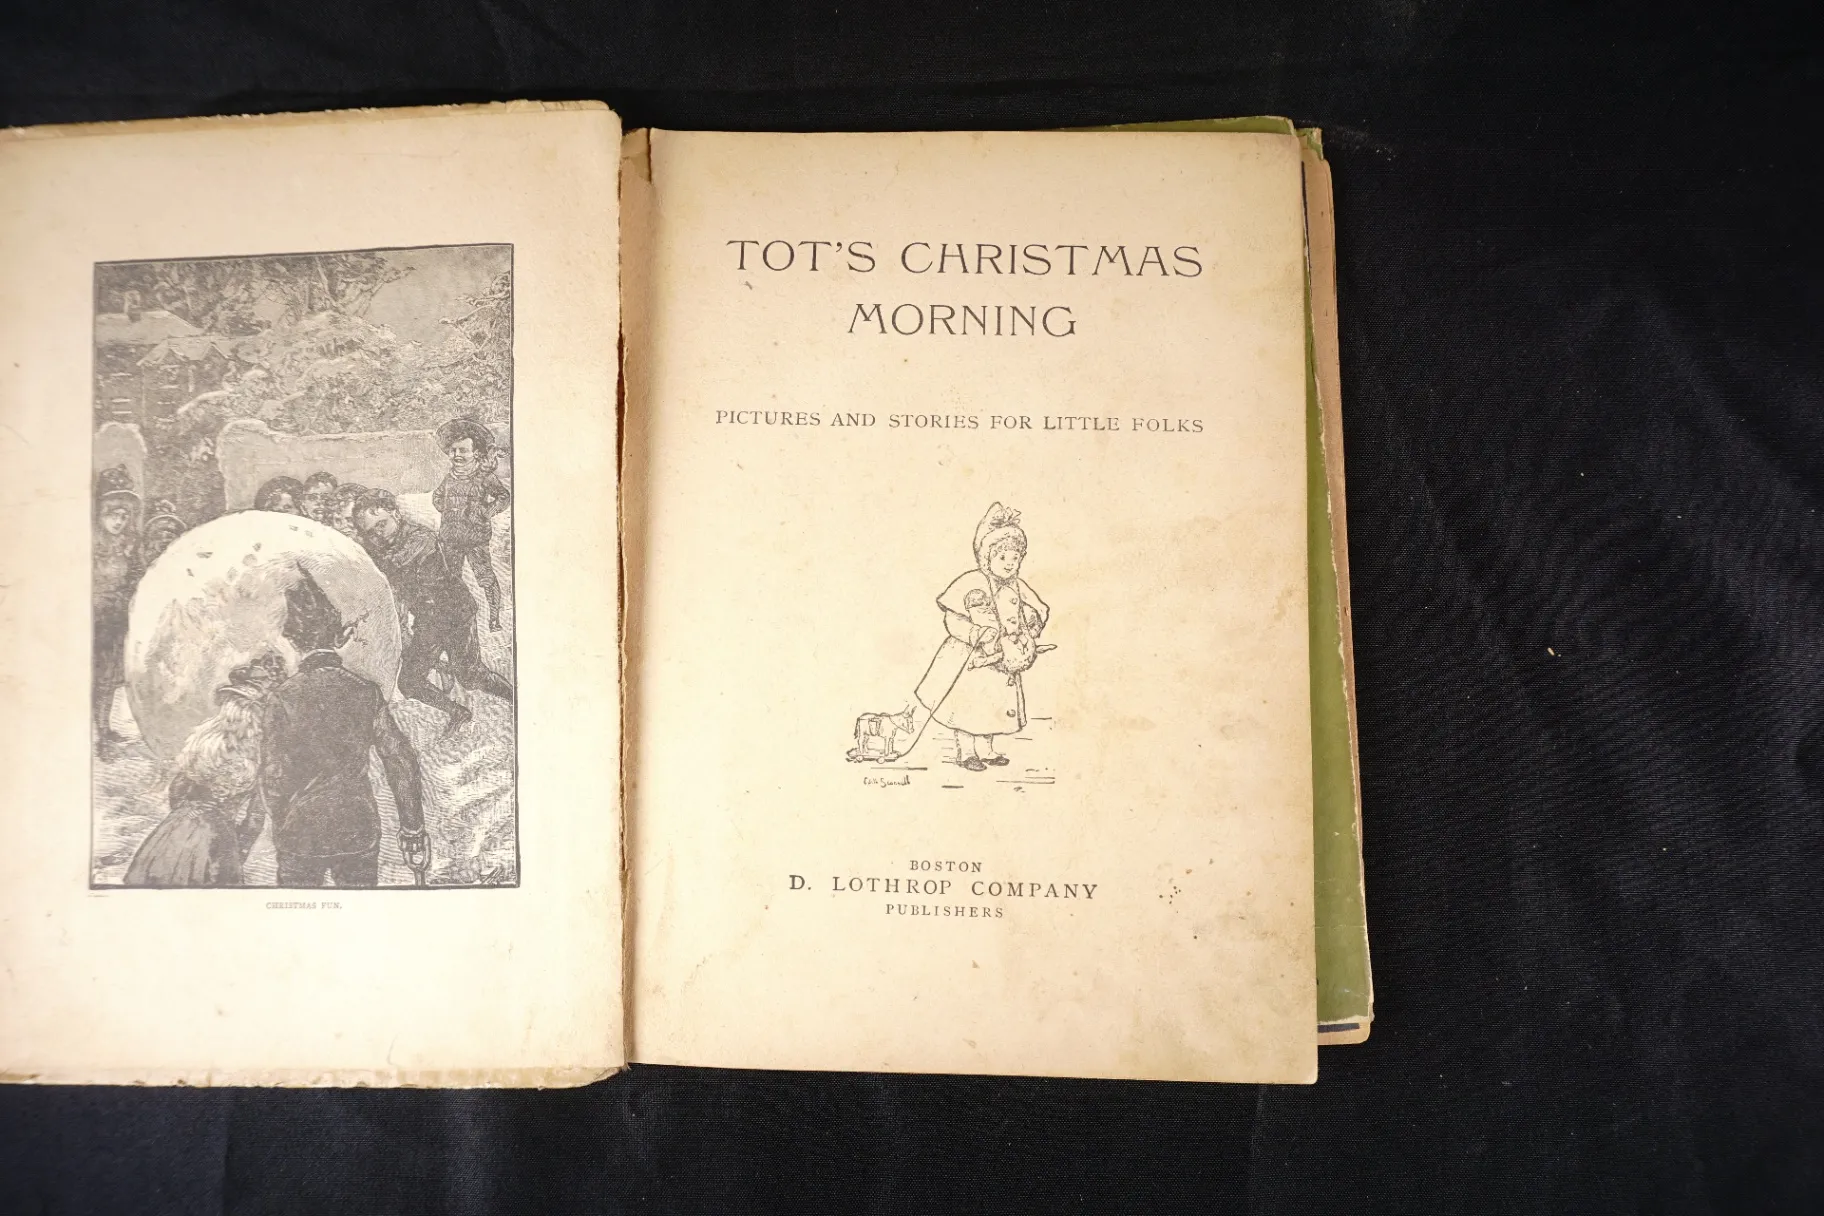 CHRISTMAS FUN.
TOT'S CHRISTMAS
MORNING
PICTURES AND STORIES FOR LITTLE FOLKS
BOSTON
D. LOTHROP COMPANY
PUBLISHERS